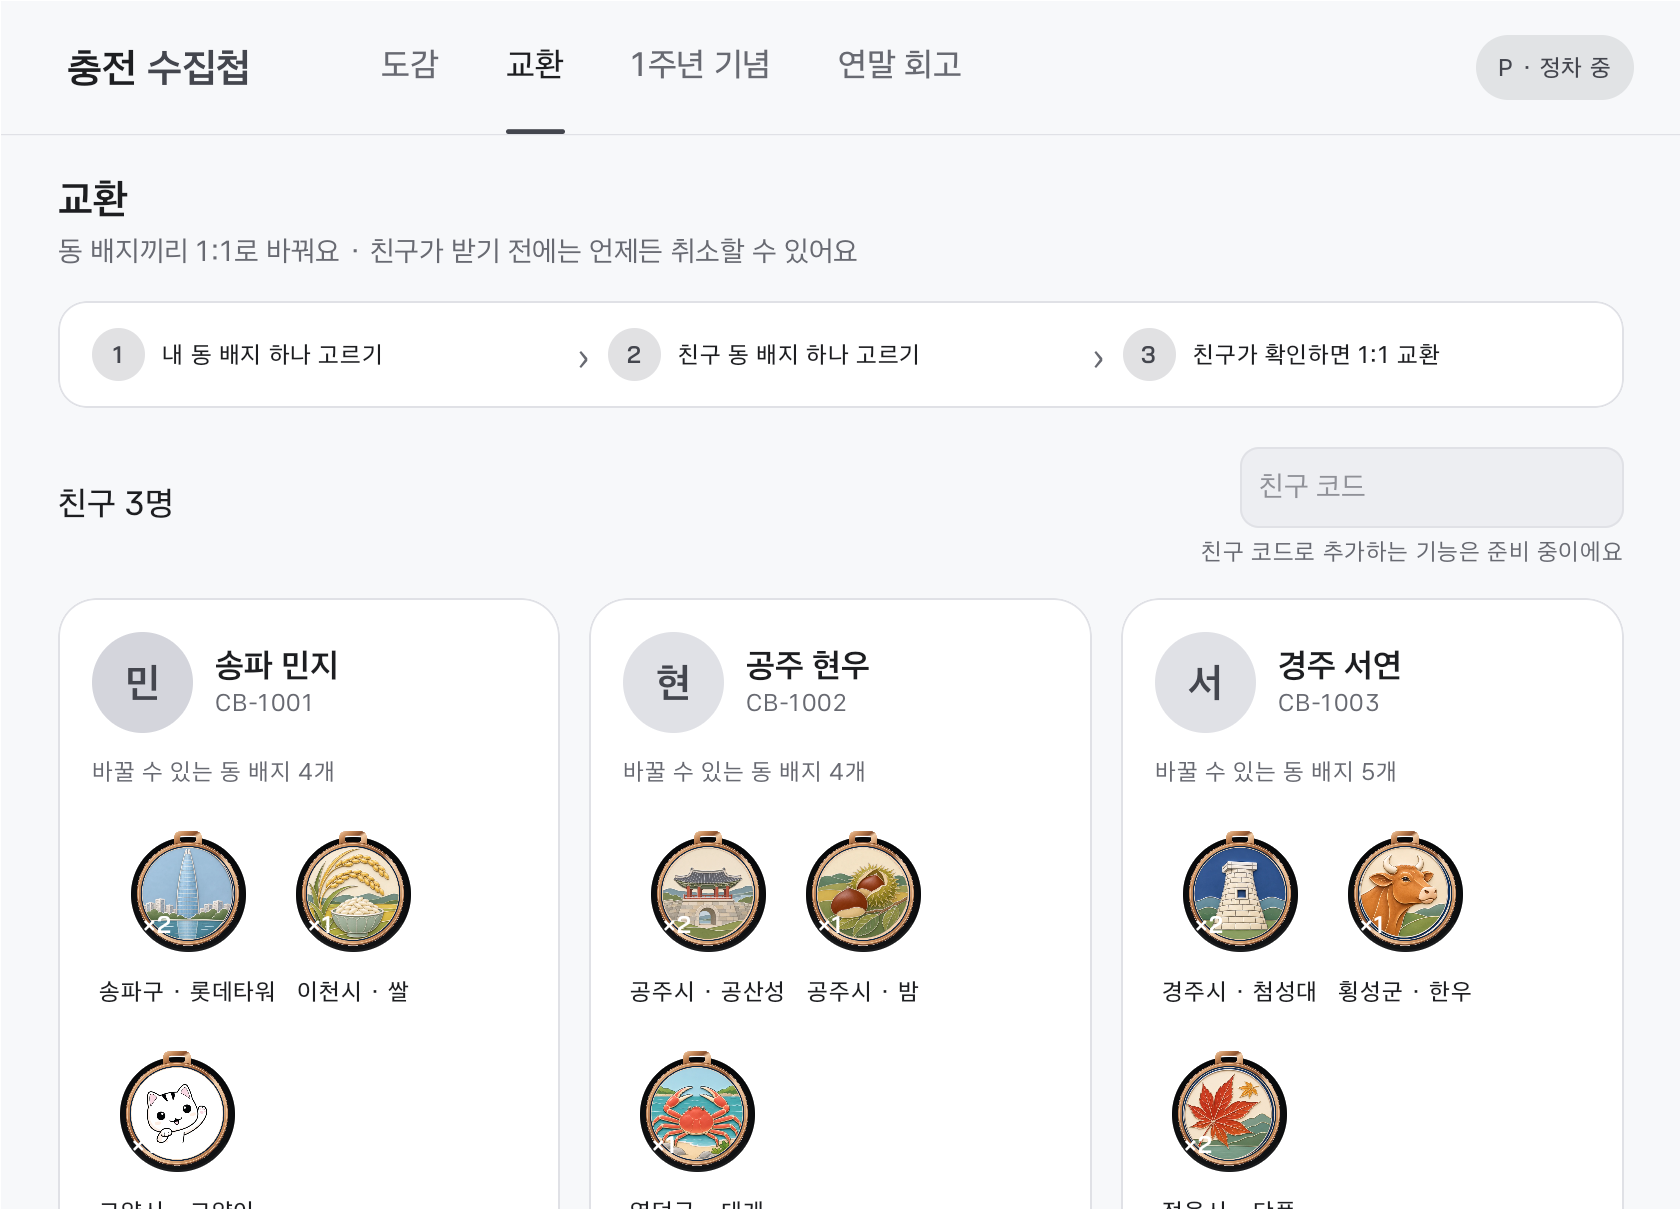 충전 수집첩
도감
교환
1주년 기념
연말 회고
P · 정차 중
교환
동 배지끼리 1:1로 바꿔요 · 친구가 받기 전에는 언제든 취소할 수 있어요
1 내 동 배지 하나 고르기 › 2 친구 동 배지 하나 고르기 › 3 친구가 확인하면 1:1 교환
친구 3명
친구 코드
친구 코드로 추가하는 기능은 준비 중이에요
민
송파 민지
CB-1001
바꿀 수 있는 동 배지 4개
×2
×1
송파구 · 롯데타워
이천시 · 쌀
현
공주 현우
CB-1002
바꿀 수 있는 동 배지 4개
×2
×1
공주시 · 공산성
공주시 · 밤
×1
서
경주 서연
CB-1003
바꿀 수 있는 동 배지 5개
×2
×1
경주시 · 첨성대
횡성군 · 한우
×2